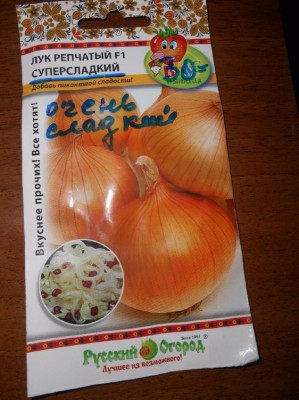 ЛУК РЕПЧАТЫЙ F1
СУПЕРСЛАДКИЙ
Добавь пикантной сладости!
очень
сладкий
Вкуснее прочих! Все хотят!
Русский Огород
Лучшее из возможного!